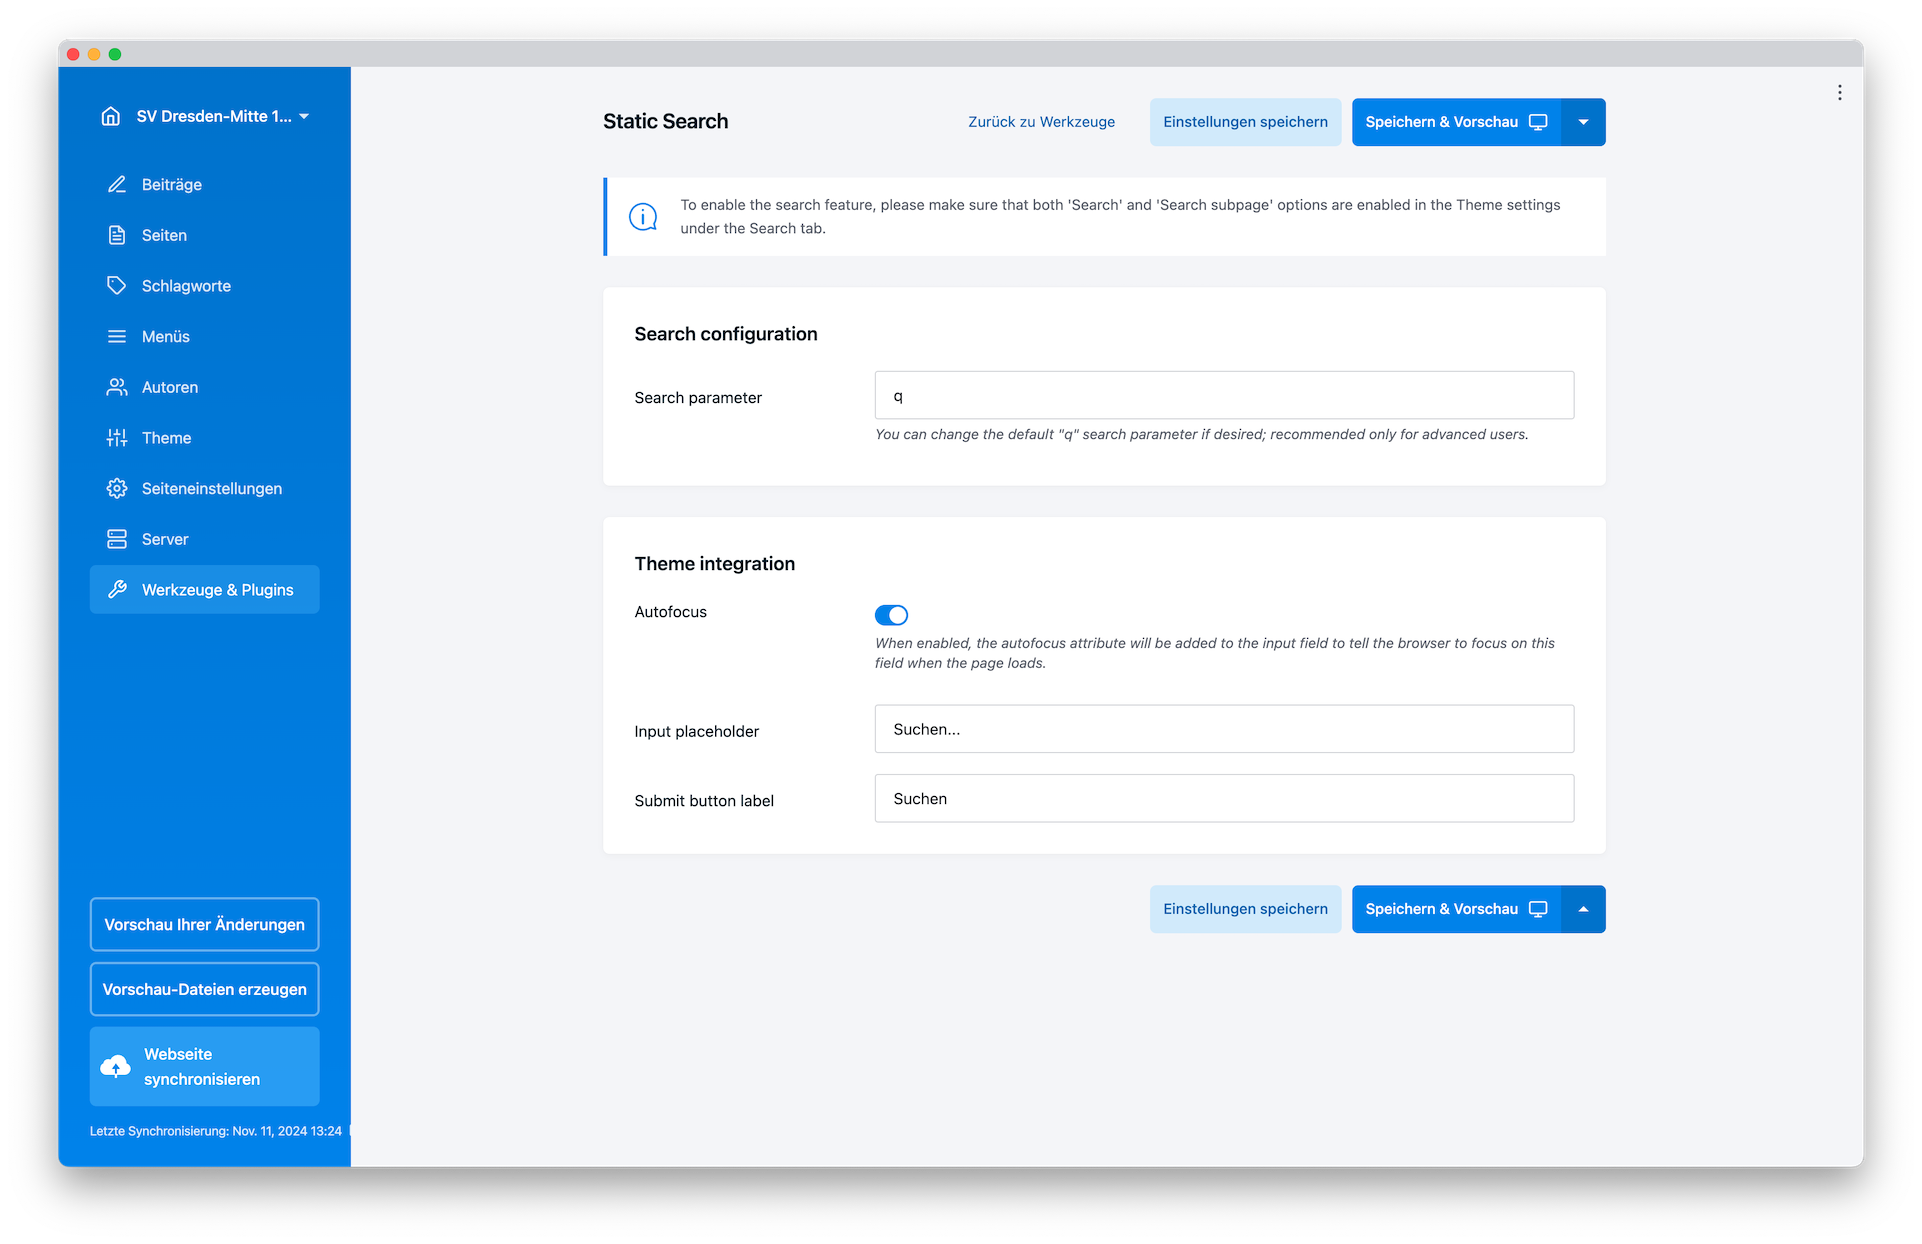 SV Dresden-Mitte 1...
Beiträge
Seiten
Schlagworte
Menüs
Autoren
Theme
Seiteneinstellungen
Server
Werkzeuge & Plugins
Vorschau Ihrer Änderungen
Vorschau-Dateien erzeugen
Webseite
synchronisieren
Letzte Synchronisierung: Nov. 11, 2024 13:24
Static Search
Zurück zu Werkzeuge
Einstellungen speichern
Speichern & Vorschau
To enable the search feature, please make sure that both 'Search' and 'Search subpage' options are enabled in the Theme settings
under the Search tab.
Search configuration
Search parameter
q
You can change the default "q" search parameter if desired; recommended only for advanced users.
Theme integration
Autofocus
When enabled, the autofocus attribute will be added to the input field to tell the browser to focus on this
field when the page loads.
Input placeholder
Suchen...
Submit button label
Suchen
Einstellungen speichern
Speichern & Vorschau